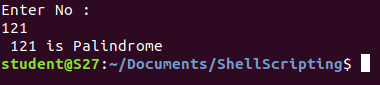 Enter No :
121
 121 is Palindrome
student@S27:~/Documents/ShellScripting$